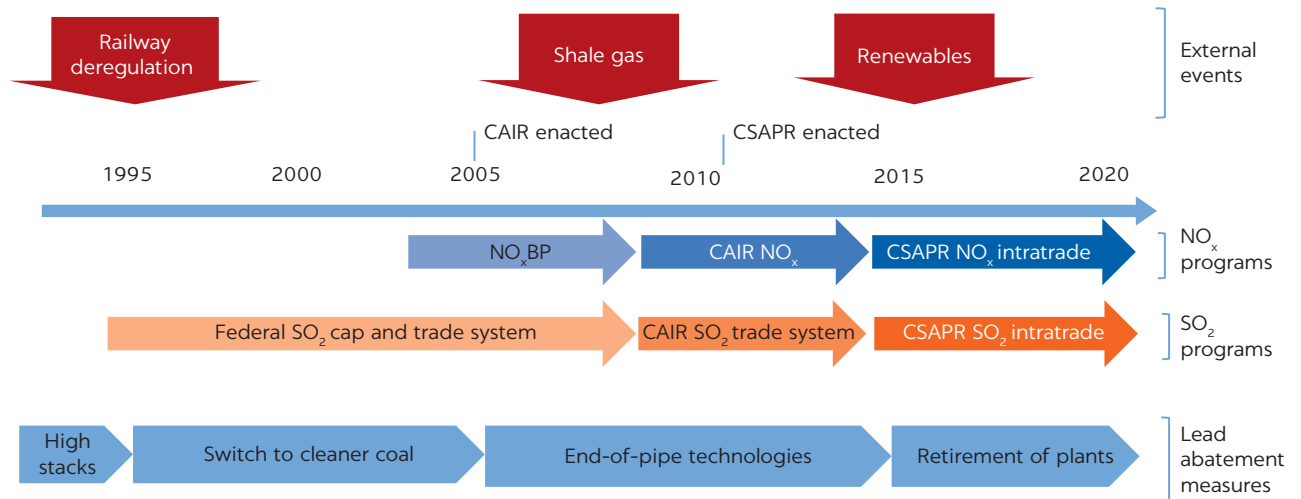 Railway
deregulation
Shale gas
Renewables
External
events
CAIR enacted
CSAPR enacted
1995
2000
2005
2010
2015
2020
NOₓBP
CAIR NOₓ
CSAPR NOₓ intratrade
NOₓ
programs
Federal SO₂ cap and trade system
CAIR SO₂ trade system
CSAPR SO₂ intratrade
SO₂
programs
High
stacks
Switch to cleaner coal
End-of-pipe technologies
Retirement of plants
Lead
abatement
measures